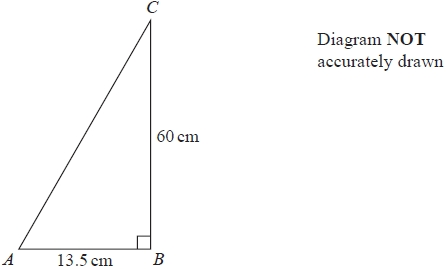 C
Diagram NOT
accurately drawn
60 cm
A
13.5 cm
B